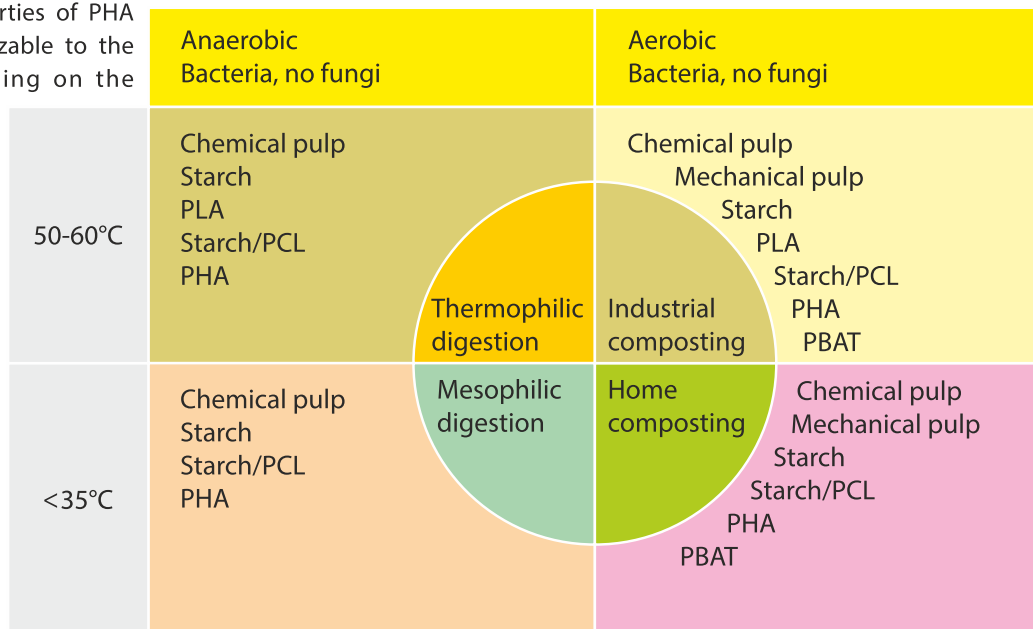 rties of PHA
zable to the
ing on the
Anaerobic
Bacteria, no fungi
Aerobic
Bacteria, no fungi
50-60°C
Chemical pulp
Starch
PLA
Starch/PCL
PHA
Thermophilic
digestion
Industrial
composting
Chemical pulp
Mechanical pulp
Starch
PLA
Starch/PCL
PHA
PBAT
<35°C
Chemical pulp
Starch
Starch/PCL
PHA
Mesophilic
digestion
Home
composting
Chemical pulp
Mechanical pulp
Starch
Starch/PCL
PHA
PBAT